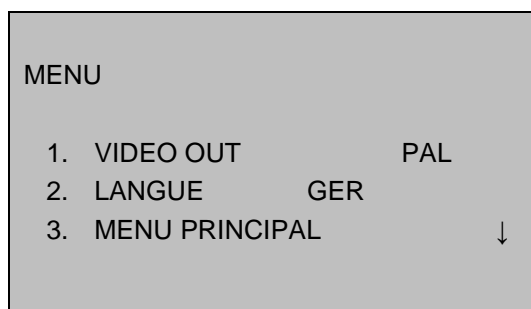 MENU
1. VIDEO OUT PAL
2. LANGUE GER
3. MENU PRINCIPAL ↓